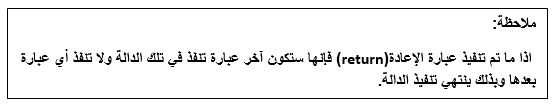 ملاحظة:
اذا ما تم تنفيذ عبارة الإعادة(return) فإنها ستكون آخر عبارة تنفذ في تلك الدالة ولا تنفذ أي عبارة
بعدها وبذلك ينتهي تنفيذ الدالة.